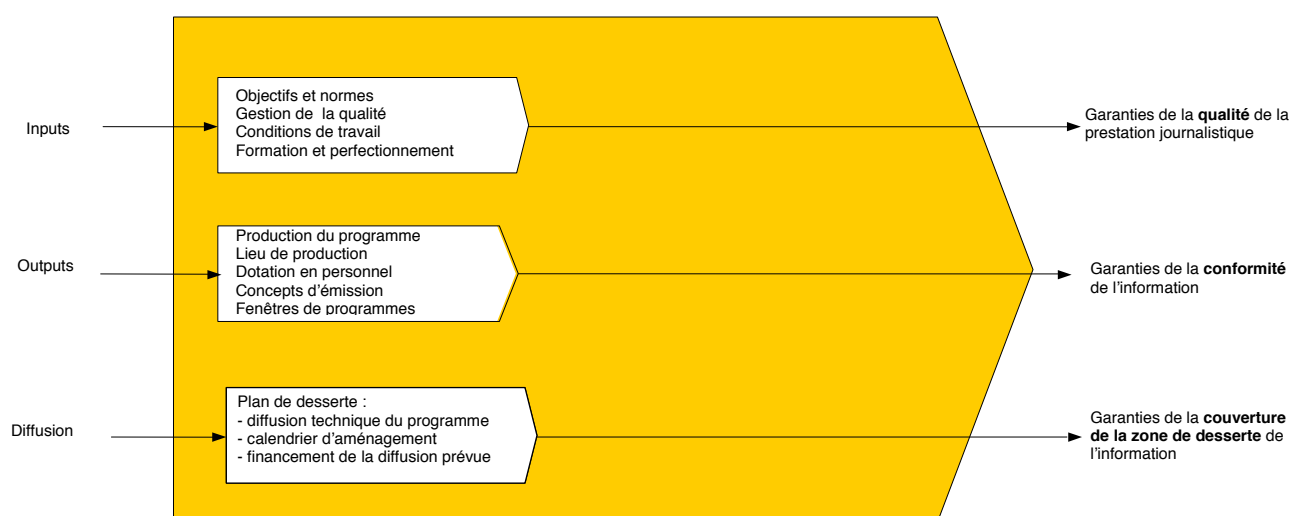 Inputs
Objectifs et normes
Gestion de la qualité
Conditions de travail
Formation et perfectionnement
Garanties de la qualité de la
prestation journalistique
Outputs
Production du programme
Lieu de production
Dotation en personnel
Concepts d'émission
Fenêtres de programmes
Garanties de la conformité
de l'information
Diffusion
Plan de desserte :
- diffusion technique du programme
- calendrier d'aménagement
- financement de la diffusion prévue
Garanties de la couverture
de la zone de desserte de
l'information